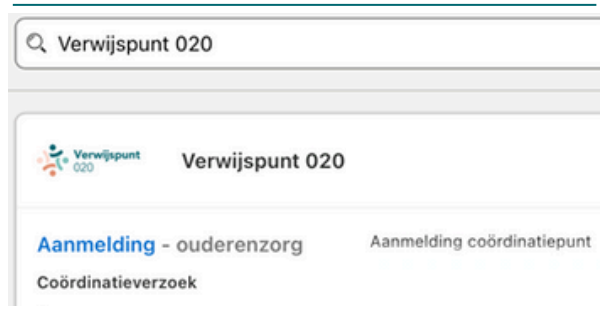 Verwijspunt 020
Verwijspunt
020
Verwijspunt 020
Aanmelding - ouderenzorg
Aanmelding coördinatiepunt
Coördinatieverzoek